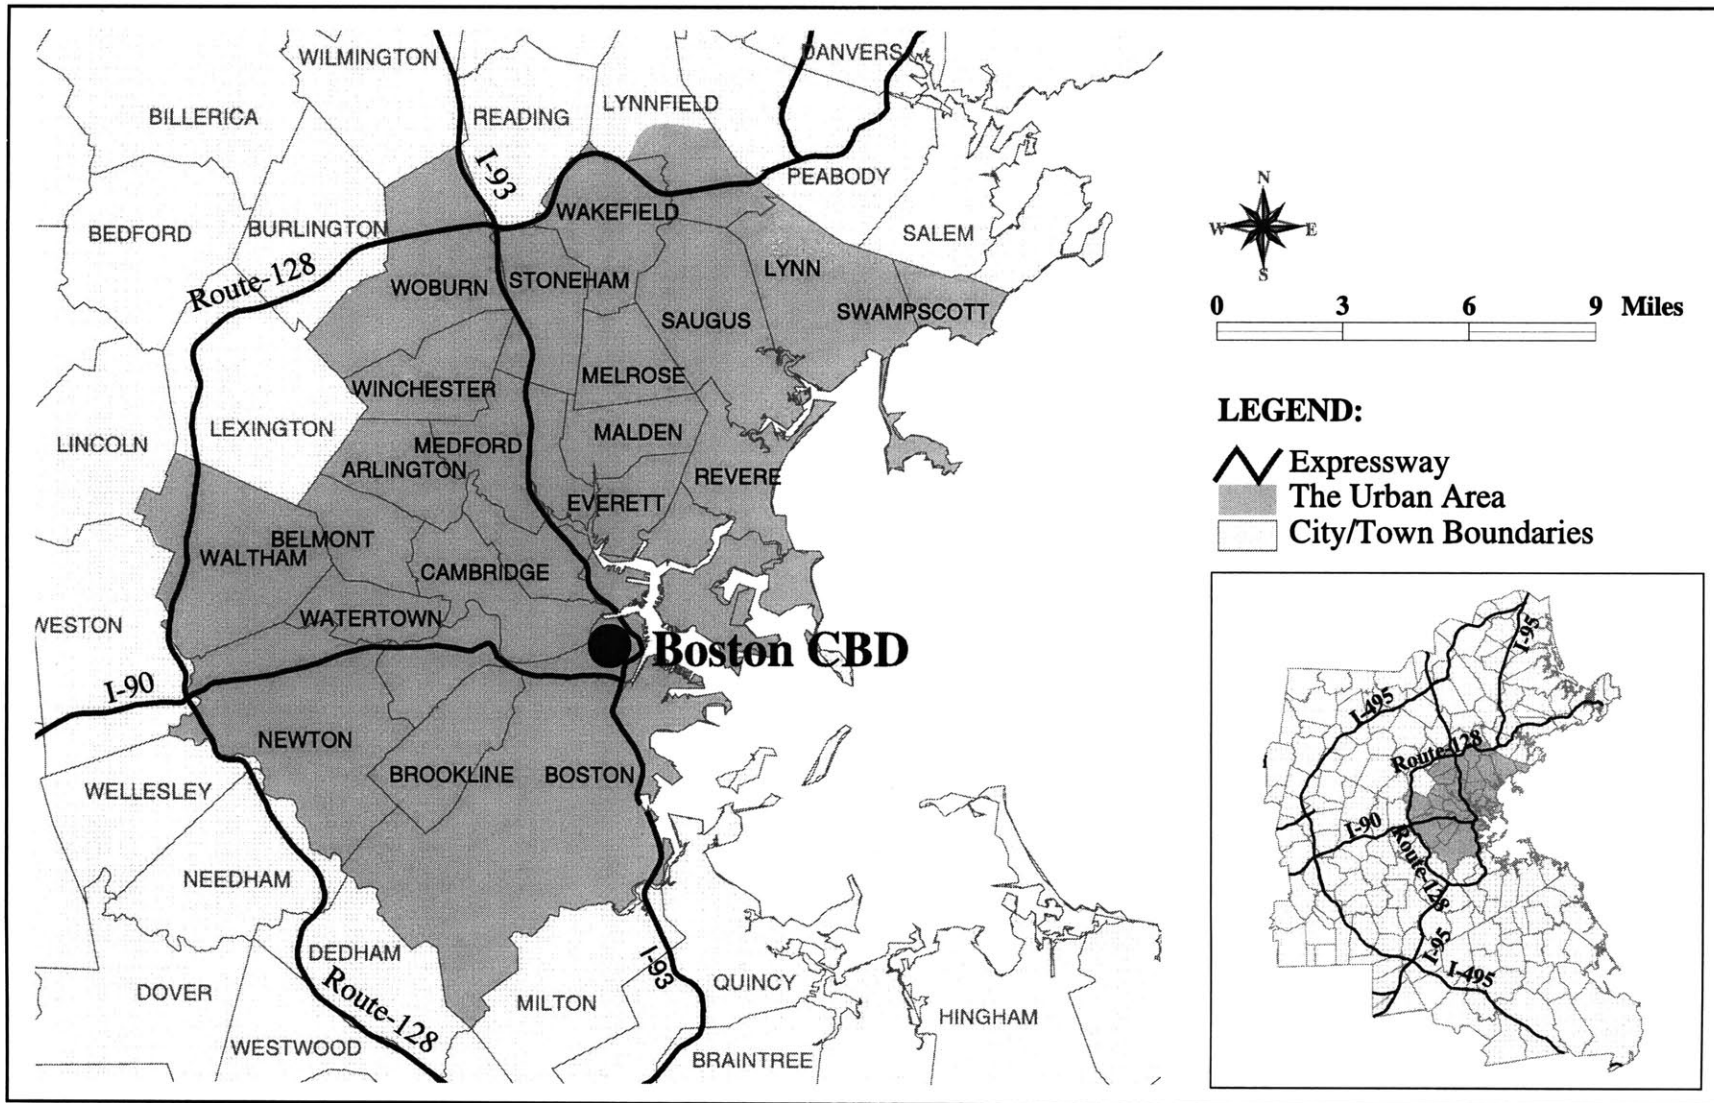 WILMINGTON
DANVERS
BILLERICA
READING
LYNNFIELD
I-93
PEABODY
WAKEFIELD
BEDFORD
BURLINGTON
SALEM
Route-128
WOBURN
STONEHAM
LYNN
SAUGUS
SWAMPSCOTT
WINCHESTER
MELROSE
LINCOLN
LEXINGTON
MEDFORD
MALDEN
ARLINGTON
REVERE
EVERETT
BELMONT
WALTHAM
CAMBRIDGE
WATERTOWN
WESTON
Boston CBD
I-90
NEWTON
BROOKLINE
BOSTON
WELLESLEY
NEEDHAM
DEDHAM
I-93
QUINCY
DOVER
Route-128
MILTON
HINGHAM
WESTWOOD
BRAINTREE
N
W E
S
0 3 6 9 Miles
LEGEND:
Expressway
The Urban Area
City/Town Boundaries
I-95
I-495
Route-128
I-90
Route-128
I-95
I-495